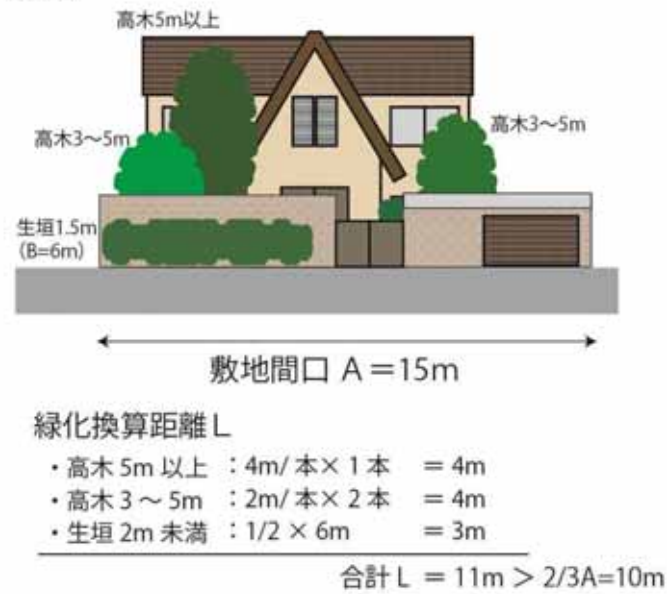 高木5m以上
高木3～5m
高木3～5m
生垣1.5m
（B=6m）
敷地間口 A＝15m
緑化換算距離L
・高木 5m 以上 ：4m/ 本× 1 本 ＝ 4m
・高木 3 ～ 5m ：2m/ 本× 2 本 ＝ 4m
・生垣 2m 未満 ：1/2 × 6m ＝ 3m
合計 L ＝ 11m ＞ 2/3A=10m